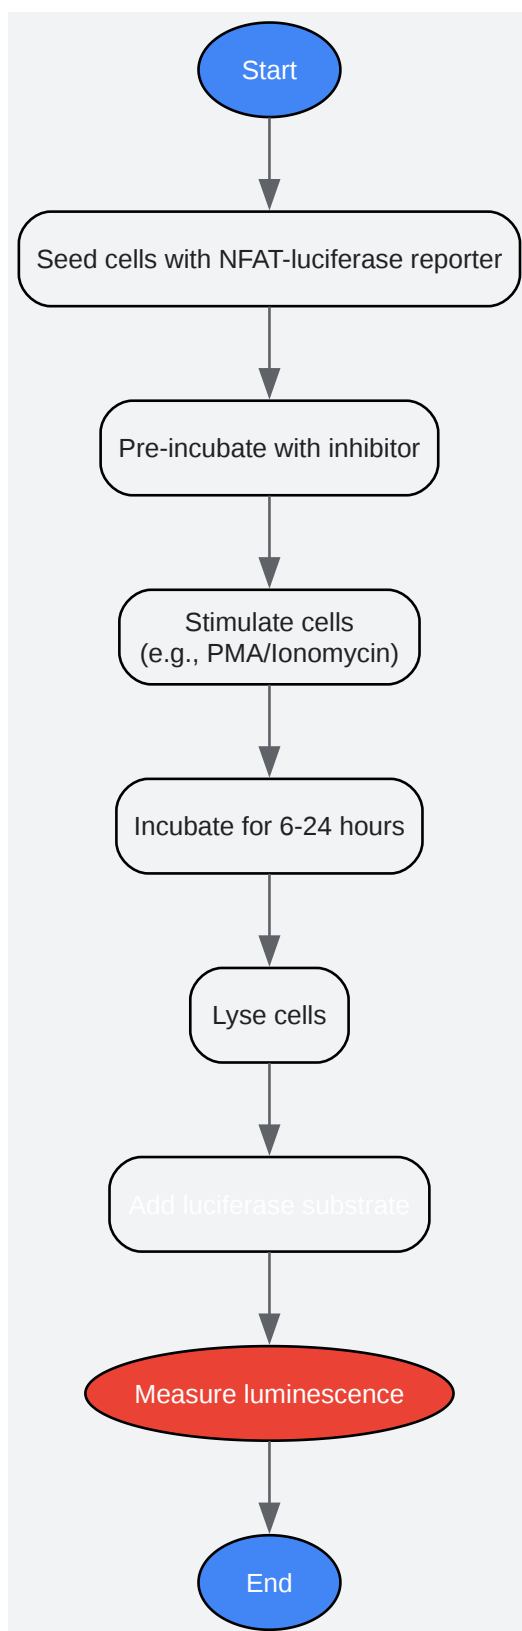 Start
Seed cells with NFAT-luciferase reporter
Pre-incubate with inhibitor
Stimulate cells
(e.g., PMA/Ionomycin)
Incubate for 6-24 hours
Lyse cells
Add luciferase substrate
Measure luminescence
End